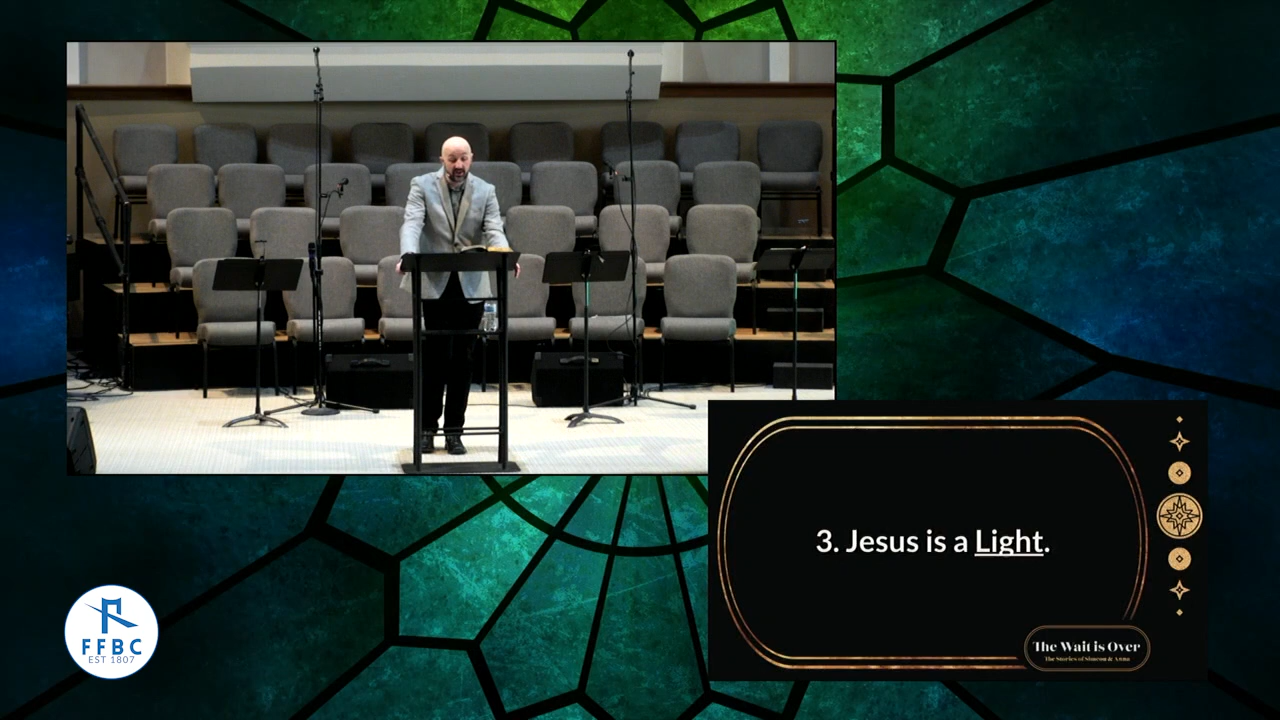 3. Jesus is a Light.
The Wait is Over
The Stories of Simeon & Anna
FFBC
EST 1807